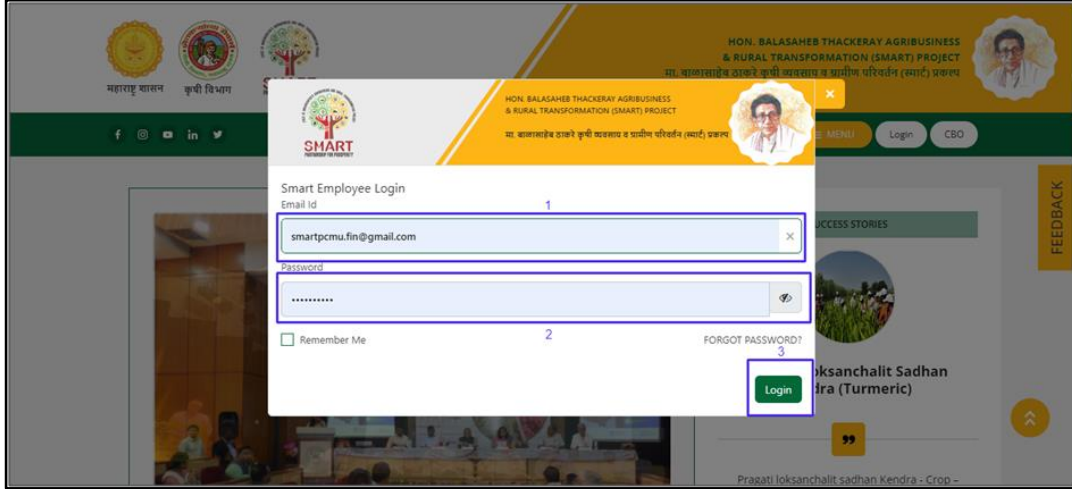 HON. BALASAHEB THACKERAY AGRIBUSINESS
& RURAL TRANSFORMATION (SMART) PROJECT
मा. बाळासाहेब ठाकरे कृषी व्यवसाय व ग्रामीण परिवर्तन (स्मार्ट) प्रकल्प
महाराष्ट्र शासन
कृषी विभाग
MENU
Login
CBO
HON. BALASAHEB THACKERAY AGRIBUSINESS
& RURAL TRANSFORMATION (SMART) PROJECT
मा. बाळासाहेब ठाकरे कृषी व्यवसाय व ग्रामीण परिवर्तन (स्मार्ट) प्रकल्प
SMART
PARTNERSHIP FOR PROSPERITY
Smart Employee Login
Email Id
1
smartpcmu.fin@gmail.com
Password
••••••••••
2
Remember Me
FORGOT PASSWORD?
3
Login
FEEDBACK
STORIES
Sadhan
(Turmeric)
Pragati loksanchalit sadhan Kendra - Crop –